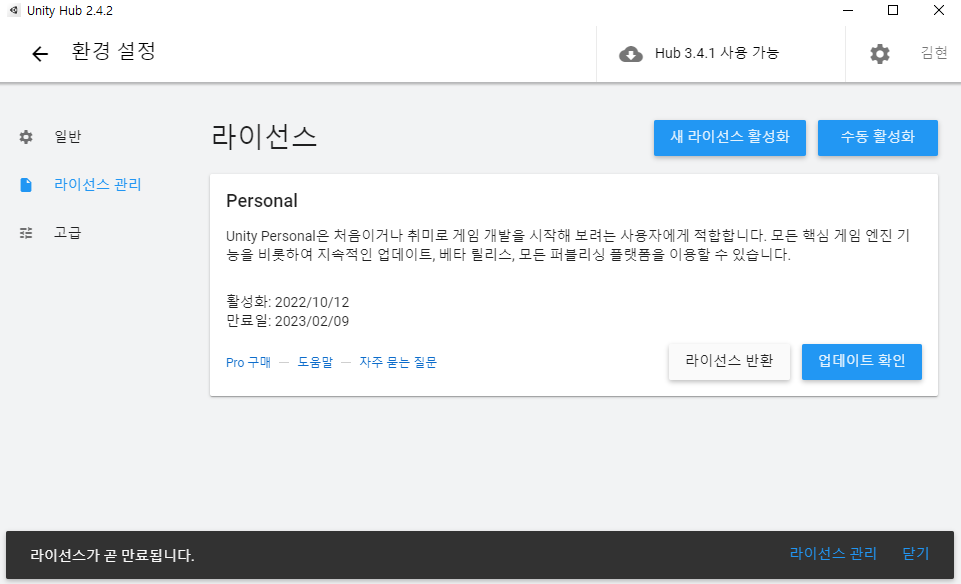 Unity Hub 2.4.2
환경 설정
Hub 3.4.1 사용 가능
김현
일반
라이선스 관리
고급
라이선스
새 라이선스 활성화
수동 활성화
Personal
Unity Personal은 처음이거나 취미로 게임 개발을 시작해 보려는 사용자에게 적합합니다. 모든 핵심 게임 엔진 기
능을 비롯하여 지속적인 업데이트, 베타 릴리스, 모든 퍼블리싱 플랫폼을 이용할 수 있습니다.
활성화: 2022/10/12
만료일: 2023/02/09
Pro 구매 — 도움말 — 자주 묻는 질문
라이선스 반환
업데이트 확인
라이선스가 곧 만료됩니다.
라이선스 관리
닫기